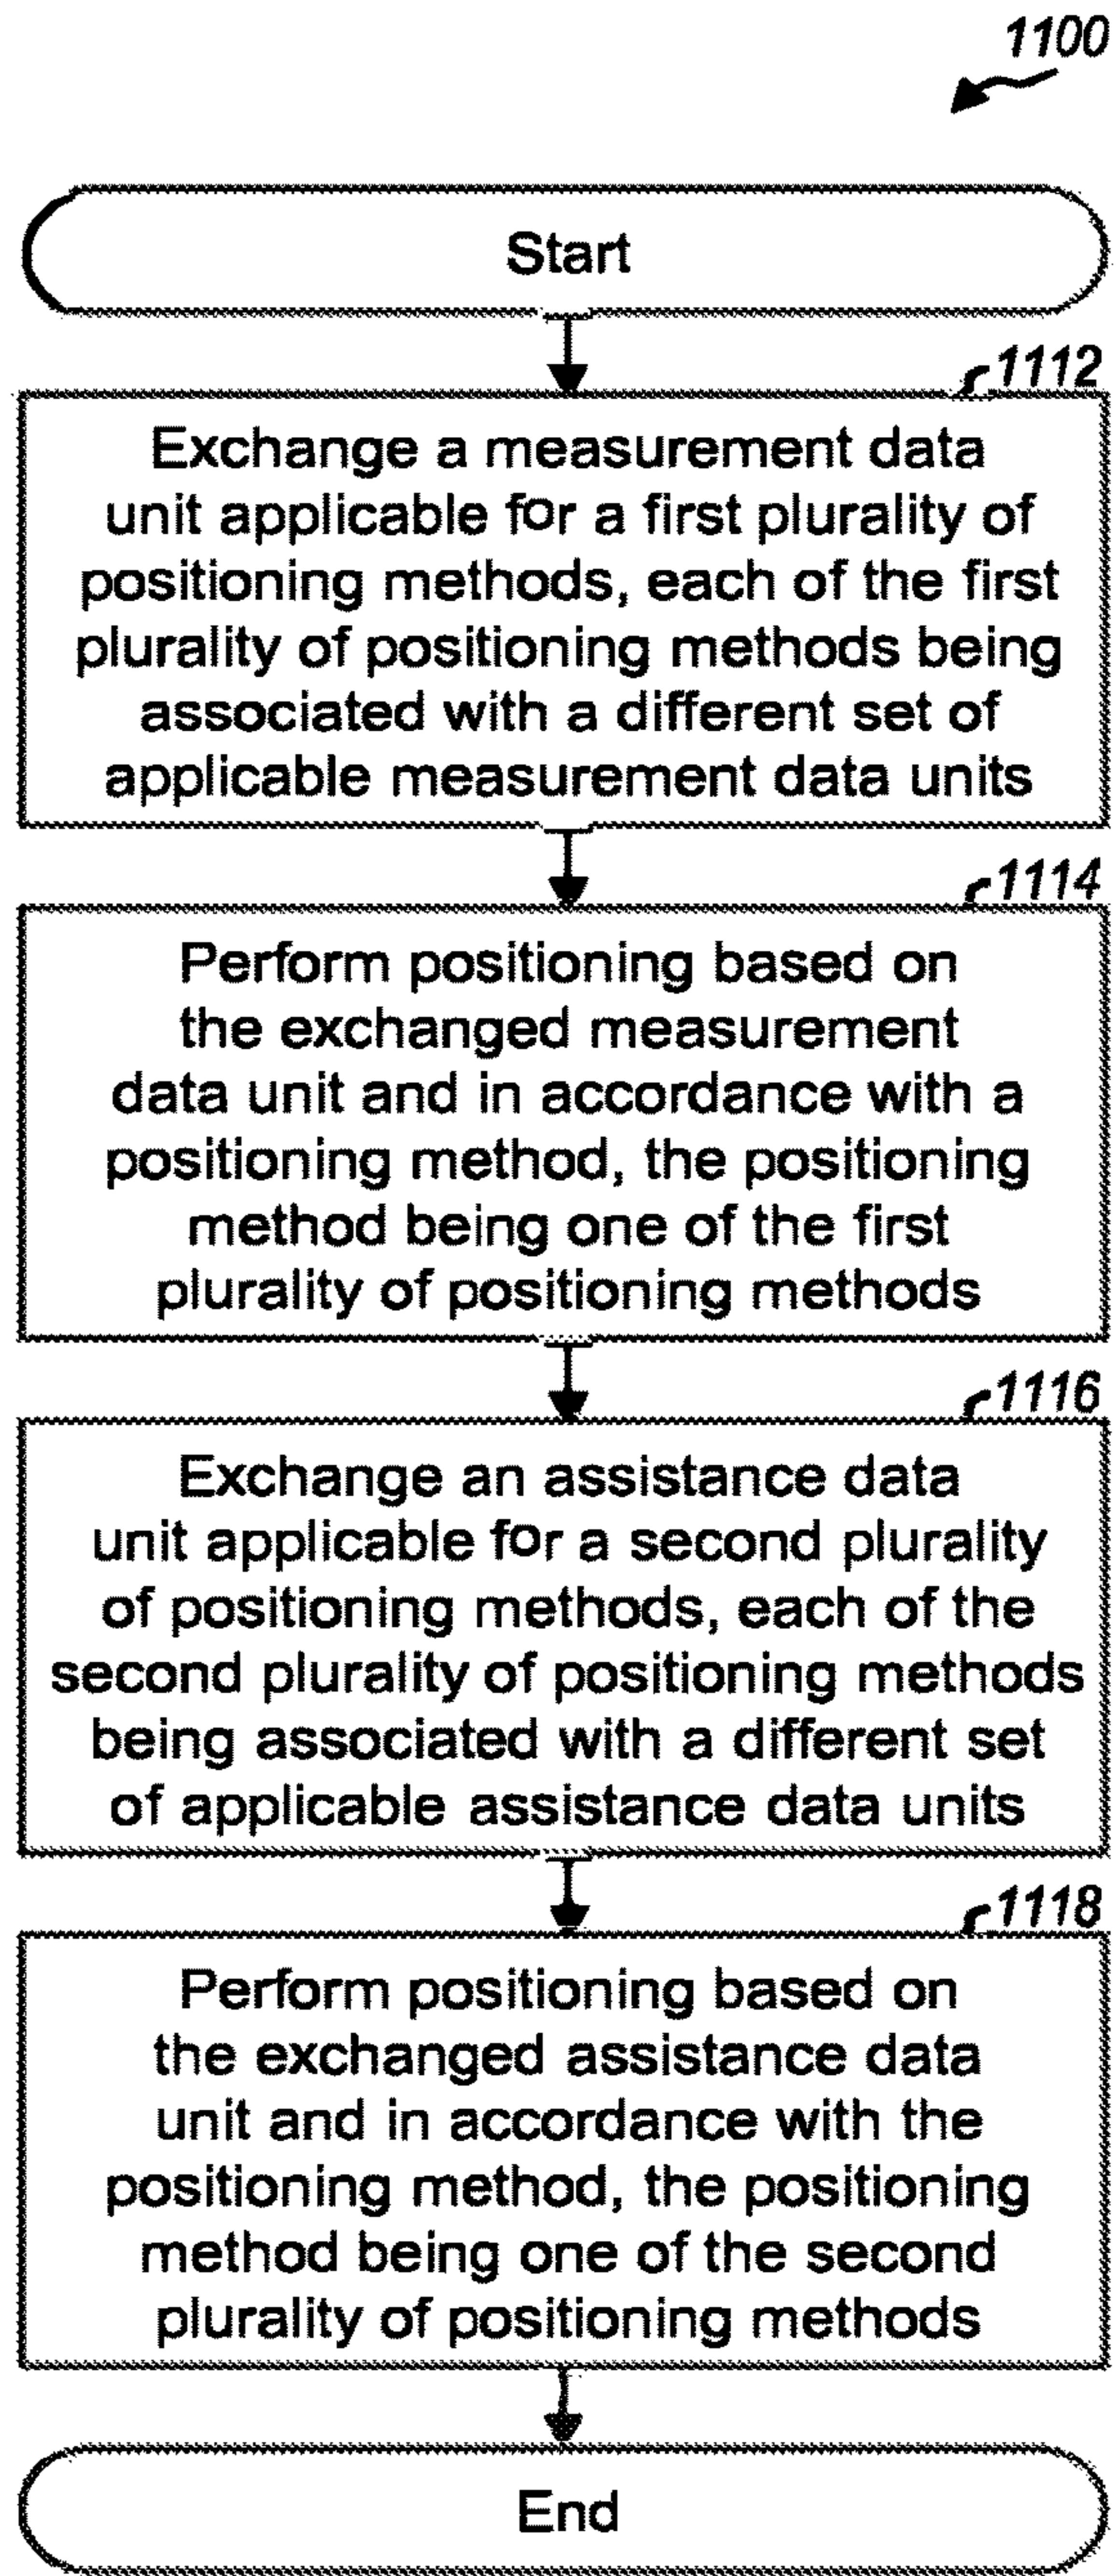 1100
Start
1112
Exchange a measurement data
unit applicable for a first plurality of
positioning methods, each of the first
plurality of positioning methods being
associated with a different set of
applicable measurement data units
1114
Perform positioning based on
the exchanged measurement
data unit and in accordance with a
positioning method, the positioning
method being one of the first
plurality of positioning methods
1116
Exchange an assistance data
unit applicable for a second plurality
of positioning methods, each of the
second plurality of positioning methods
being associated with a different set
of applicable assistance data units
1118
Perform positioning based on
the exchanged assistance data
unit and in accordance with the
positioning method, the positioning
method being one of the second
plurality of positioning methods
End